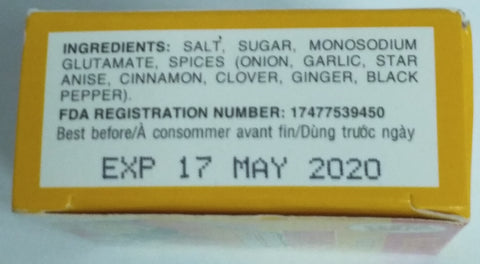 INGREDIENTS: SALT, SUGAR, MONOSODIUM
GLUTAMATE, SPICES (ONION, GARLIC, STAR
ANISE, CINNAMON, CLOVER, GINGER, BLACK
PEPPER).
FDA REGISTRATION NUMBER: 17477539450
Best before/À consommer avant fin/Dùng trước ngày
EXP 17 MAY 2020